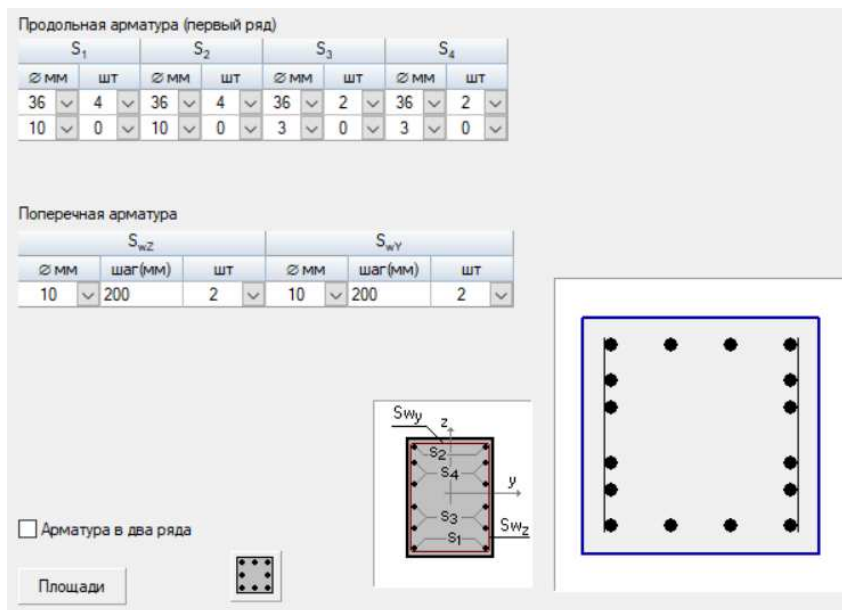 Продольная арматура (первый ряд)
S1 S2 S3 S4
∅ мм шт ∅ мм шт ∅ мм шт ∅ мм шт
36 4 36 4 36 2 36 2
10 0 10 0 3 0 3 0
Поперечная арматура
SwZ SwY
∅ мм шаг(мм) шт ∅ мм шаг(мм) шт
10 200 2 10 200 2
Swy z
S2
S4
y
S3
Swz
S1
Арматура в два ряда
Площади